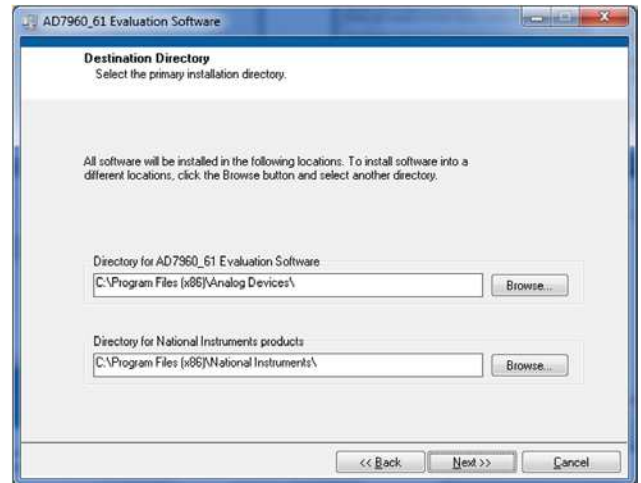 AD7960_61 Evaluation Software
Destination Directory
Select the primary installation directory.
All software will be installed in the following locations. To install software into a
different locations, click the Browse button and select another directory.
Directory for AD7960_61 Evaluation Software
C:\Program Files (x86)\Analog Devices\
Browse...
Directory for National Instruments products
C:\Program Files (x86)\National Instruments\
Browse...
<< Back
Next >>
Cancel